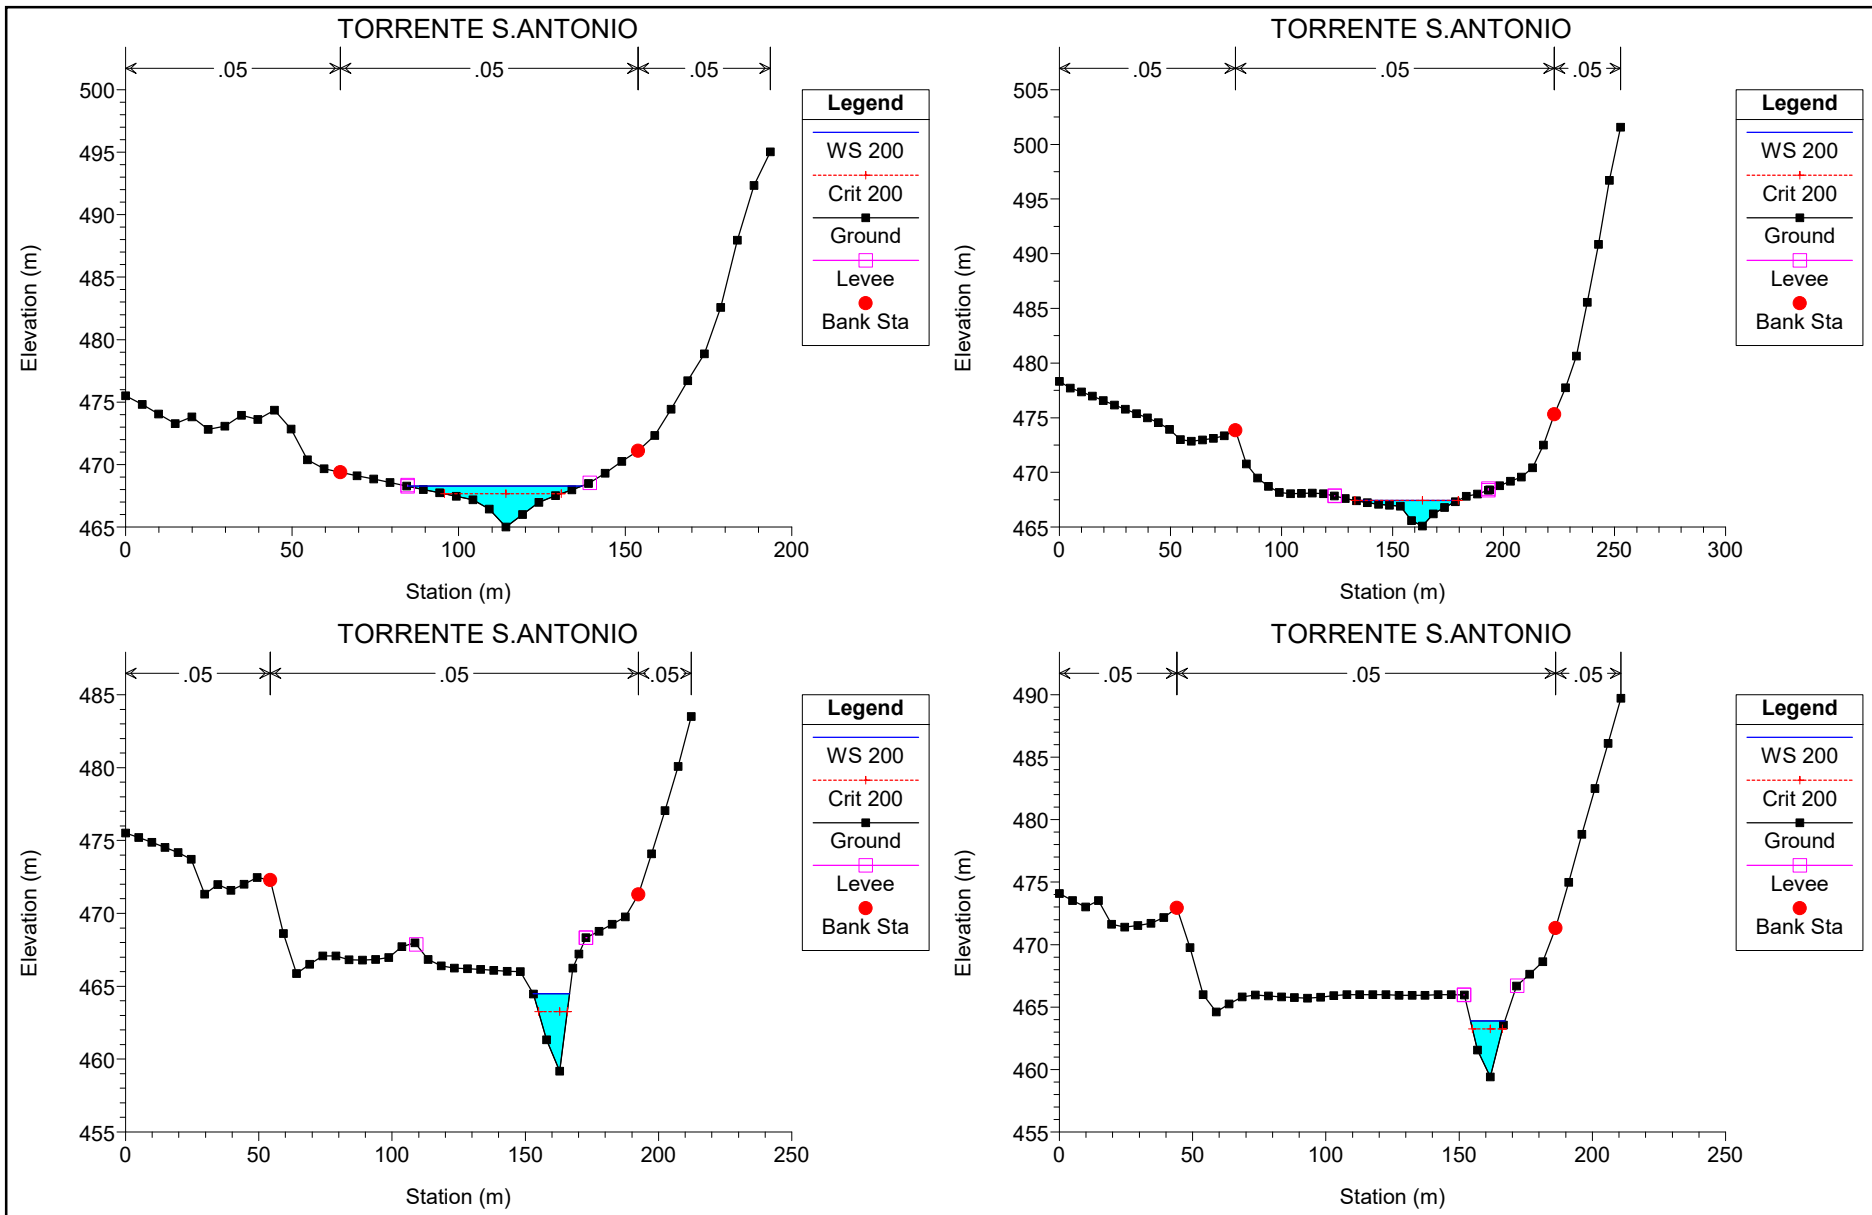 TORRENTE S.ANTONIO
.05 .05 .05
500
495
490
485
480
475
470
465
0 50 100 150 200
Elevation (m)
Station (m)
Legend
WS 200
Crit 200
Ground
Levee
Bank Sta
TORRENTE S.ANTONIO
.05 .05 .05
505
500
495
490
485
480
475
470
465
0 50 100 150 200 250 300
Elevation (m)
Station (m)
Legend
WS 200
Crit 200
Ground
Levee
Bank Sta
TORRENTE S.ANTONIO
.05 .05 .05
485
480
475
470
465
460
455
0 50 100 150 200 250
Elevation (m)
Station (m)
Legend
WS 200
Crit 200
Ground
Levee
Bank Sta
TORRENTE S.ANTONIO
.05 .05 .05
490
485
480
475
470
465
460
455
0 50 100 150 200 250
Elevation (m)
Station (m)
Legend
WS 200
Crit 200
Ground
Levee
Bank Sta